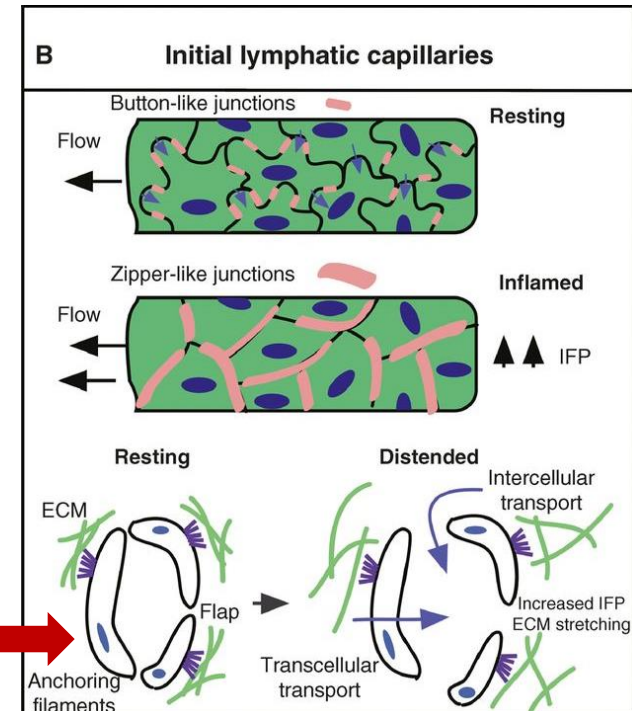 B Initial lymphatic capillaries
Button-like junctions
Resting
Flow
Zipper-like junctions
Inflamed
Flow
IFP
Resting
Distended
ECM
Flap
Anchoring
filaments
Intercellular
transport
Increased IFP
ECM stretching
Transcellular
transport